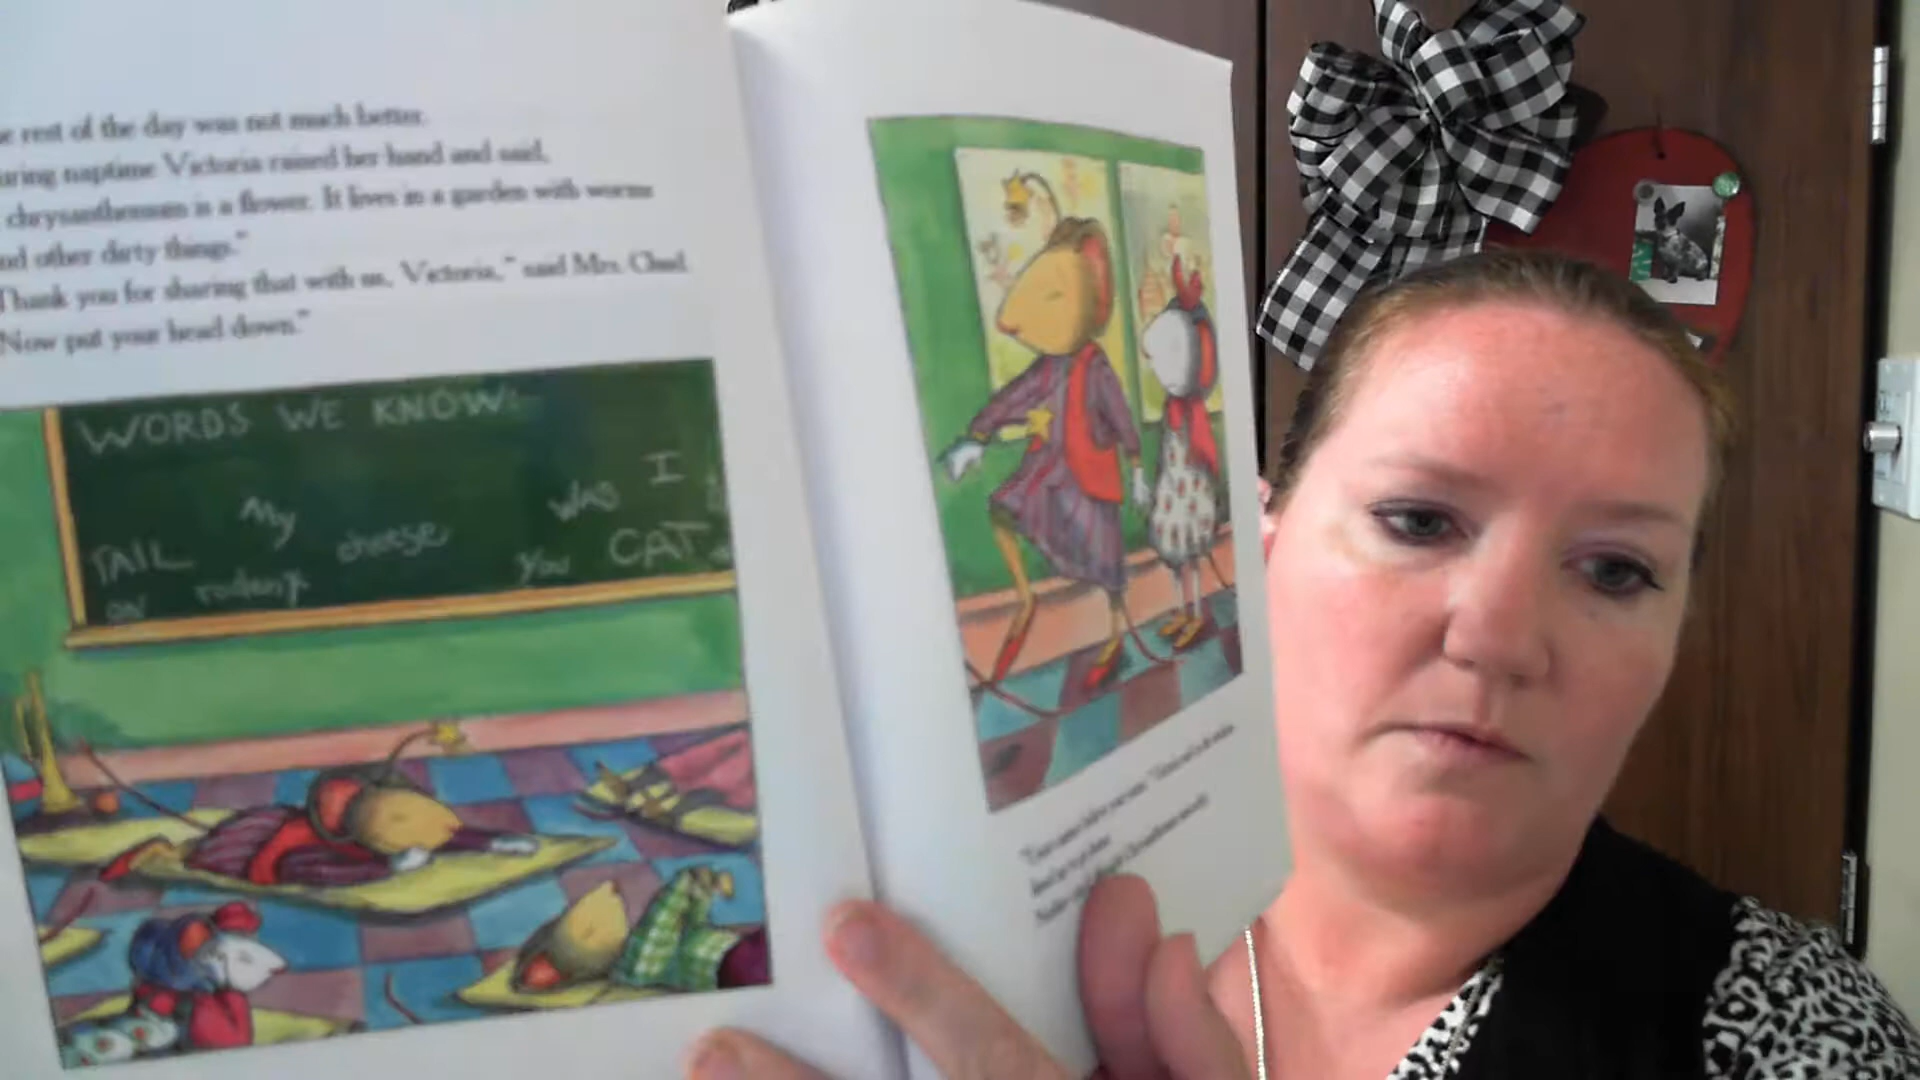 e rest of the day was not much better.
uring naptime Victoria raised her hand and said,
chrysanthemum is a flower. It lives in a garden with worms
nd other dirty things."
Thank you for sharing that with us, Victoria," said Mrs. Chud.
Now put your head down."
WORDS WE KNOW:
I
My
WAS
TAIL
cheese
You
CAT
ON
rodent